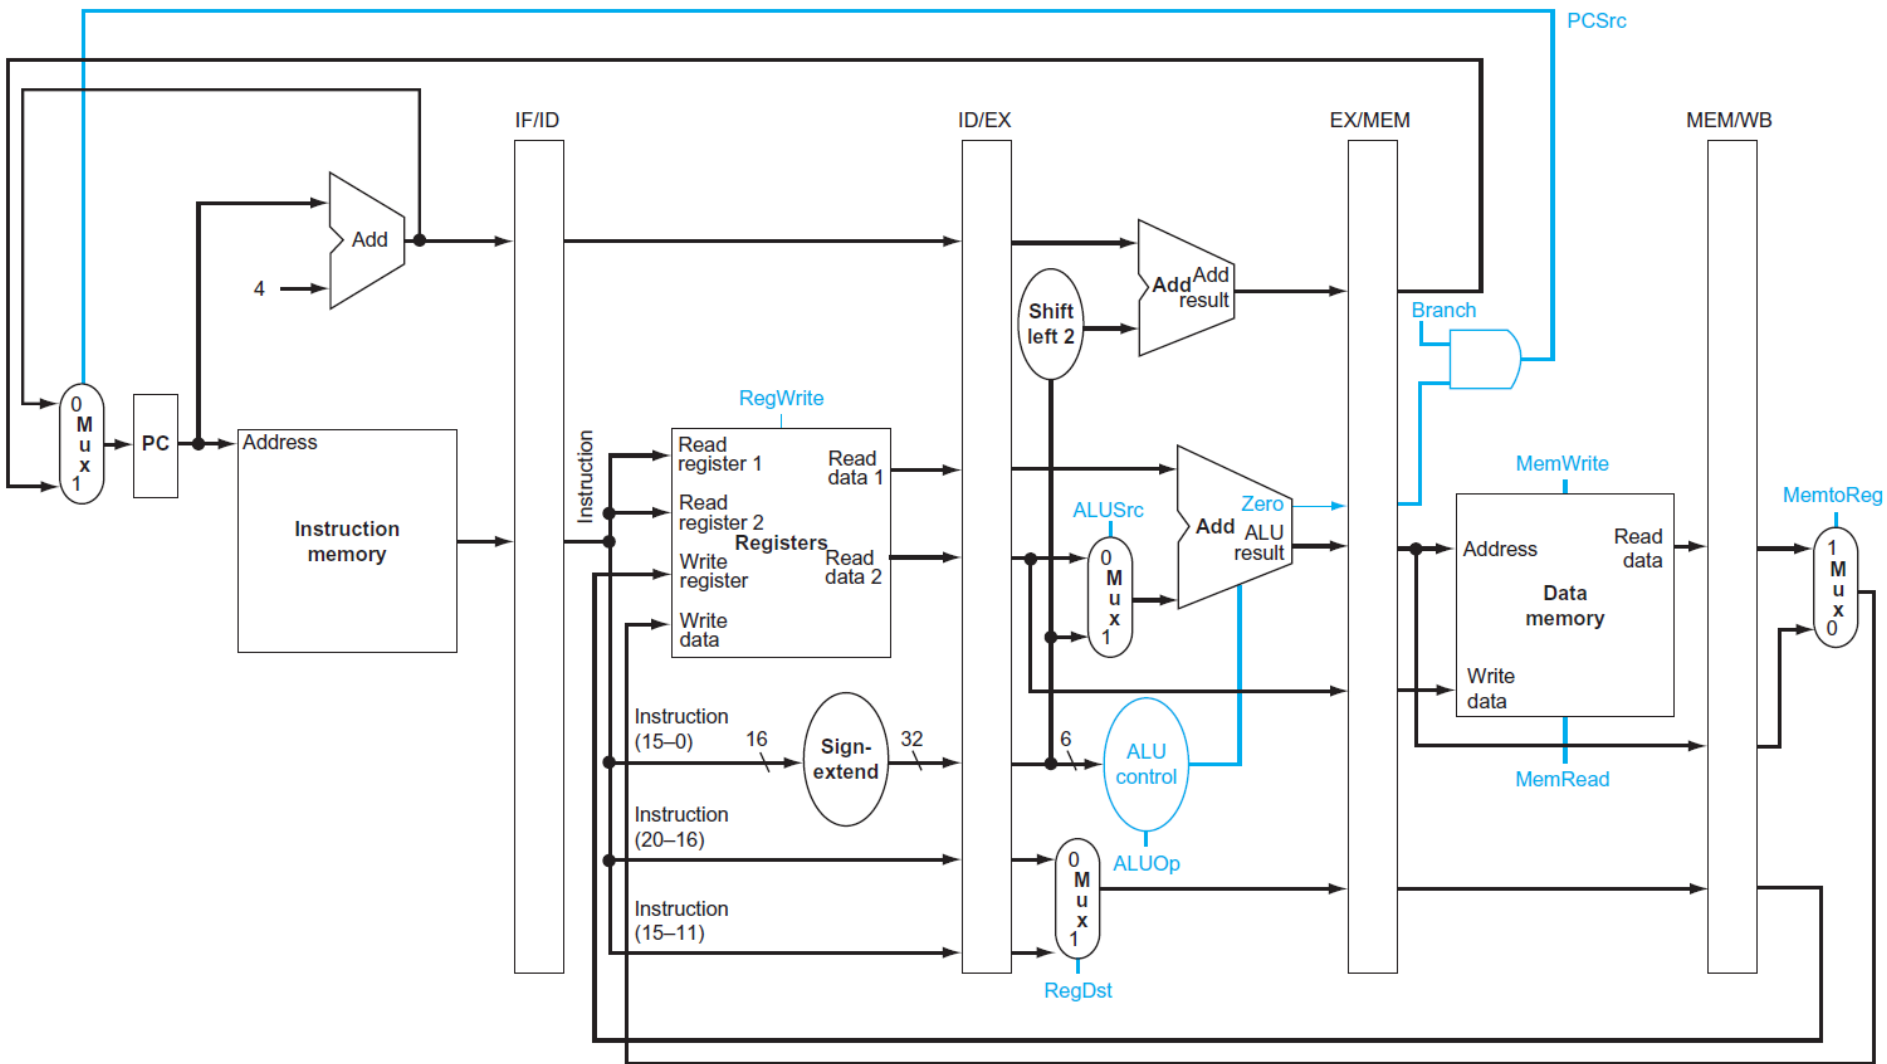 PCSrc
IF/ID
ID/EX
EX/MEM
MEM/WB
Add
4
Shift
left 2
Add
Add
result
Branch
0
M
u
x
1
PC
Address
Instruction
memory
Instruction
RegWrite
Read
register 1
Read
register 2
Write
register
Write
data
Registers
Read
data 1
Read
data 2
ALUSrc
0
M
u
x
1
Zero
Add
ALU
result
MemWrite
Address
Read
data
Data
memory
Write
data
MemRead
MemtoReg
1
M
u
x
0
Instruction
(15–0)
16
Sign-
extend
32
6
ALU
control
ALUOp
Instruction
(20–16)
Instruction
(15–11)
0
M
u
x
1
RegDst